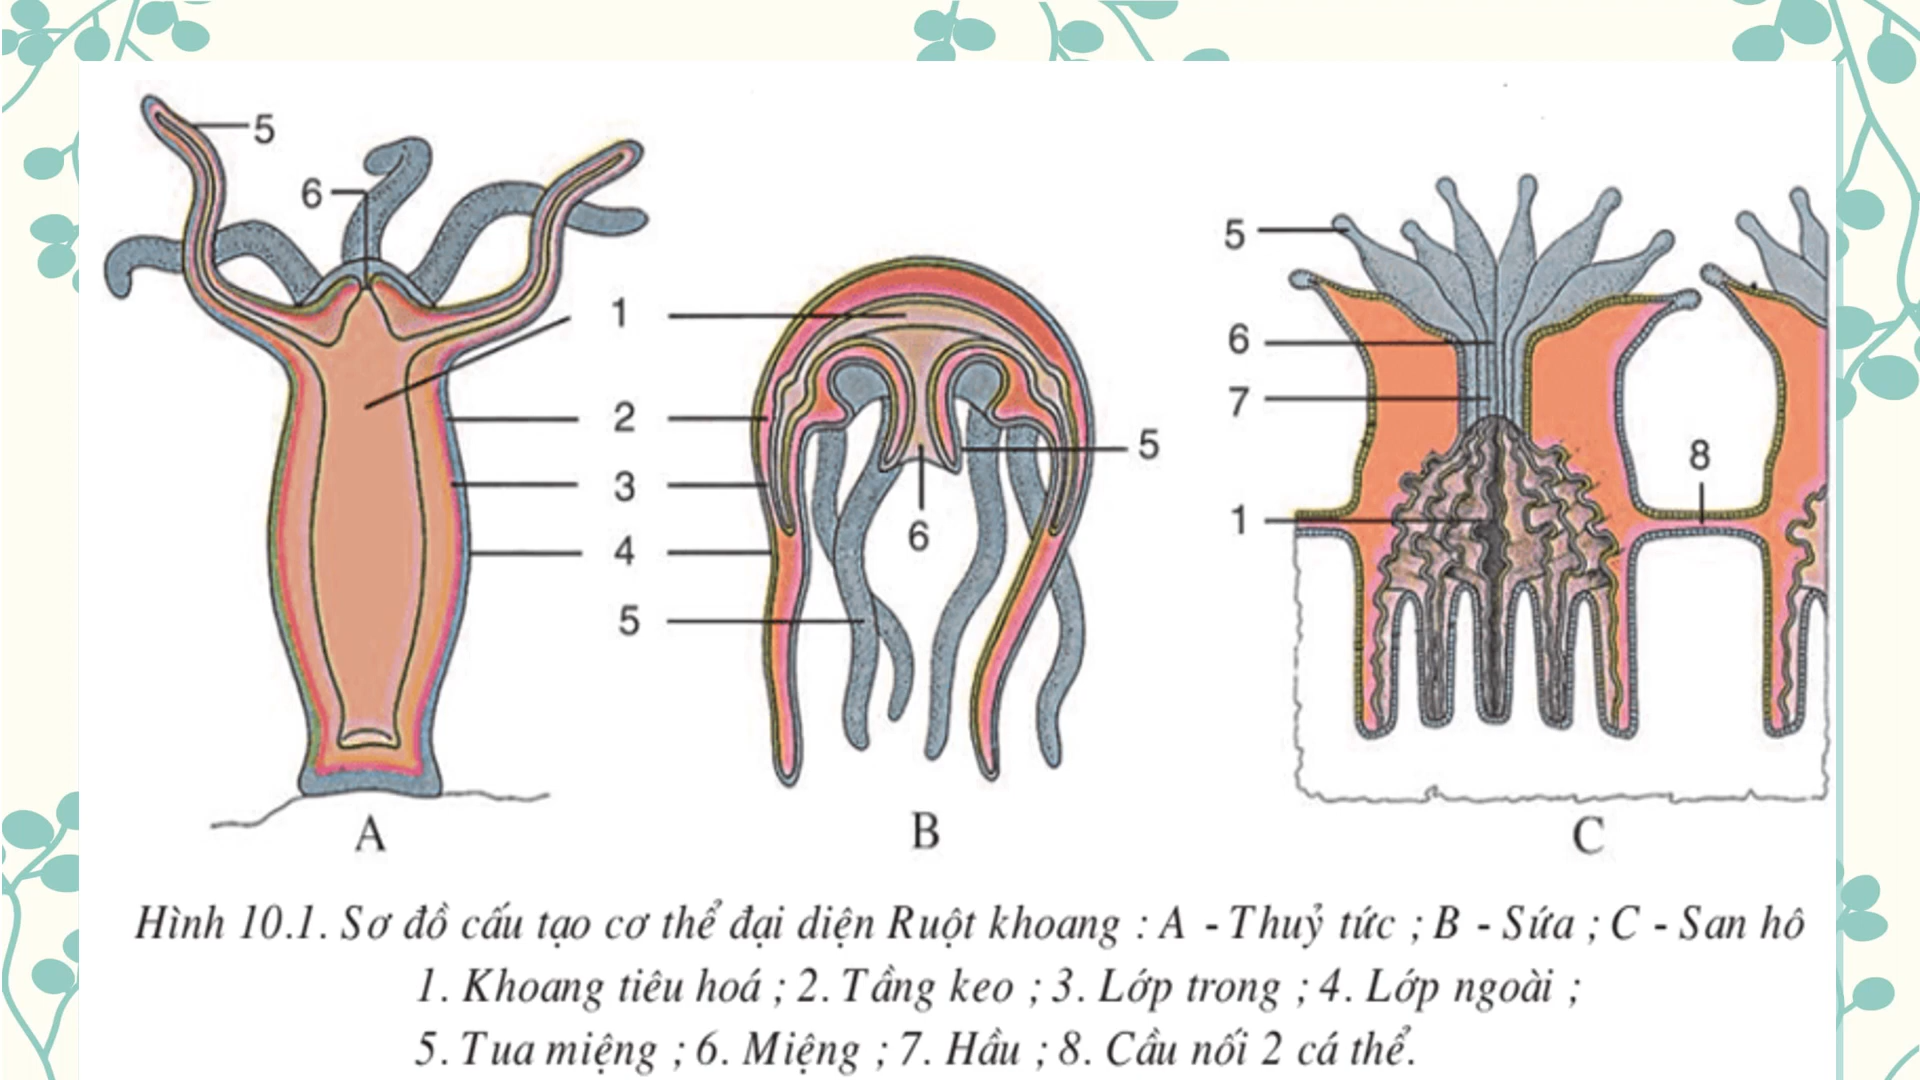 5
6
5
1
6
2
5
7
3
8
6
1
4
5
A
B
C
Hình 10.1. Sơ đồ cấu tạo cơ thể đại diện Ruột khoang : A - Thuỷ tức ; B - Sứa ; C - San hô
1. Khoang tiêu hoá ; 2. Tầng keo ; 3. Lớp trong ; 4. Lớp ngoài ;
5. Tua miệng ; 6. Miệng ; 7. Hầu ; 8. Cầu nối 2 cá thể.